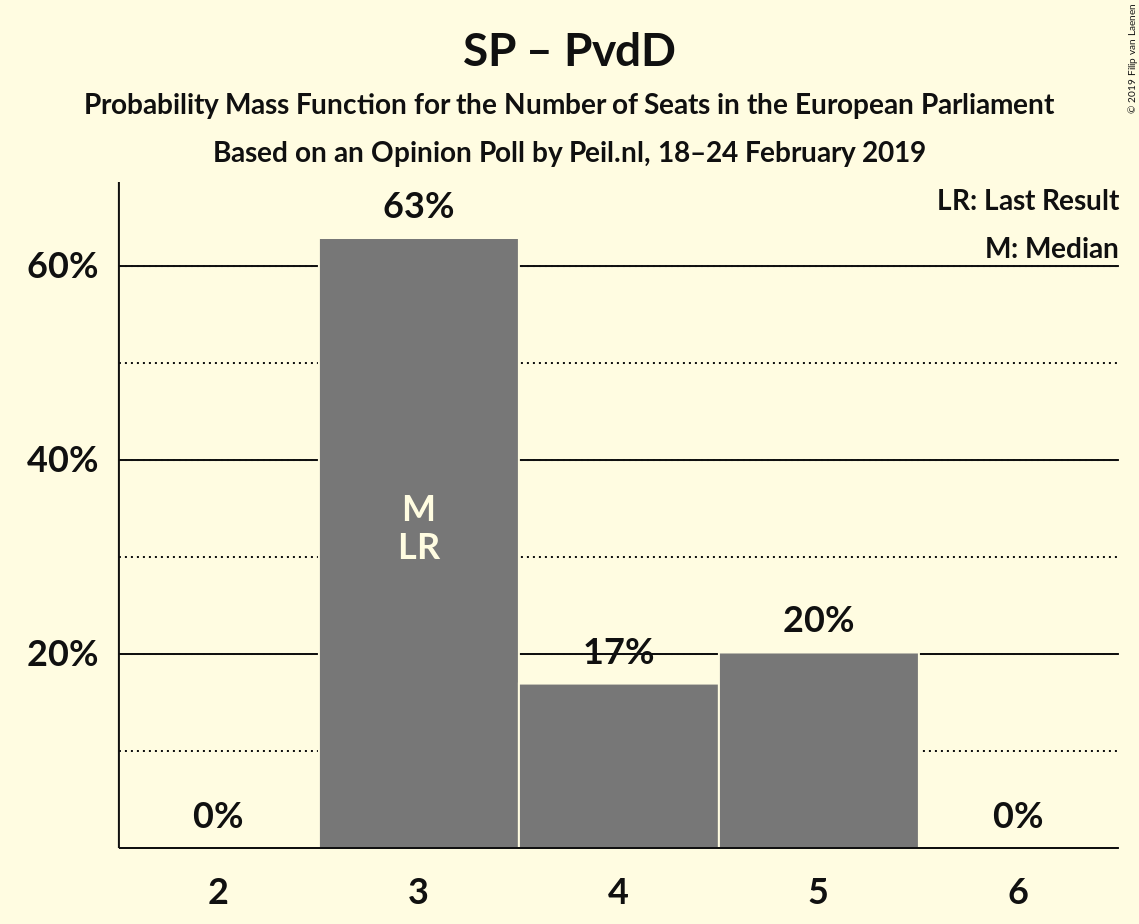 SP – PvdD
Probability Mass Function for the Number of Seats in the European Parliament
Based on an Opinion Poll by Peil.nl, 18–24 February 2019
© 2019 Filip van Laenen
LR: Last Result
M: Median
63%
60%
40%
M
LR
20%
17%
20%
0%
0%
2
3
4
5
6